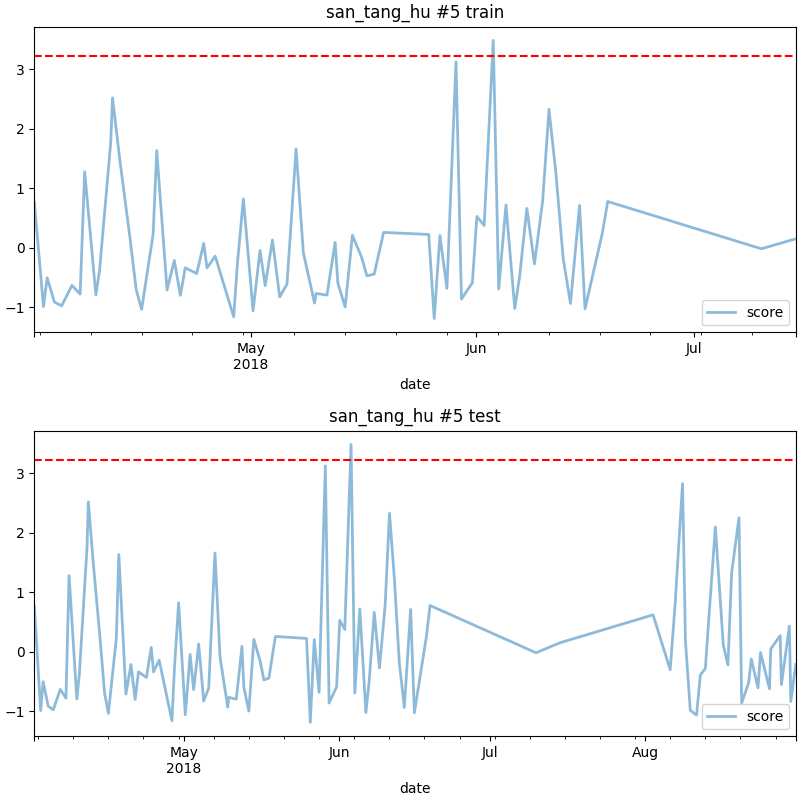 san_tang_hu #5 train
3
2
1
0
−1
score
May
2018
Jun
Jul
date
san_tang_hu #5 test
3
2
1
0
−1
score
May
2018
Jun
Jul
Aug
date